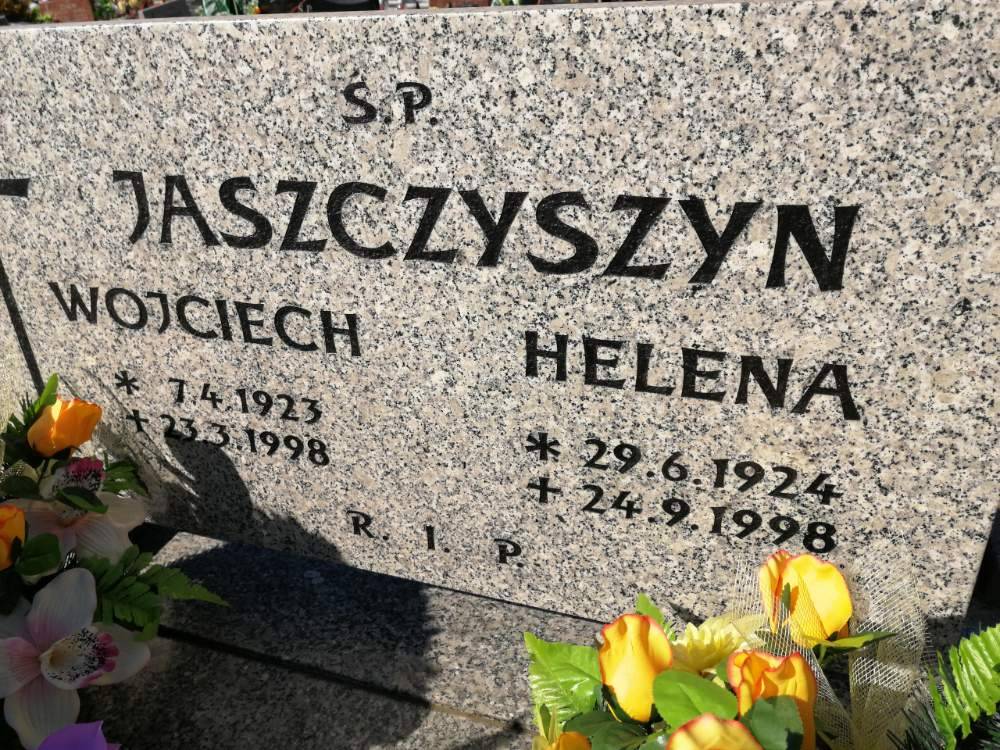 Ś.P.
JASZCZYSZYN
WOJCIECH
* 7.4.1923
+ 23.3.1998
HELENA
* 29.6.1924
+ 24.9.1998
R. I. P.